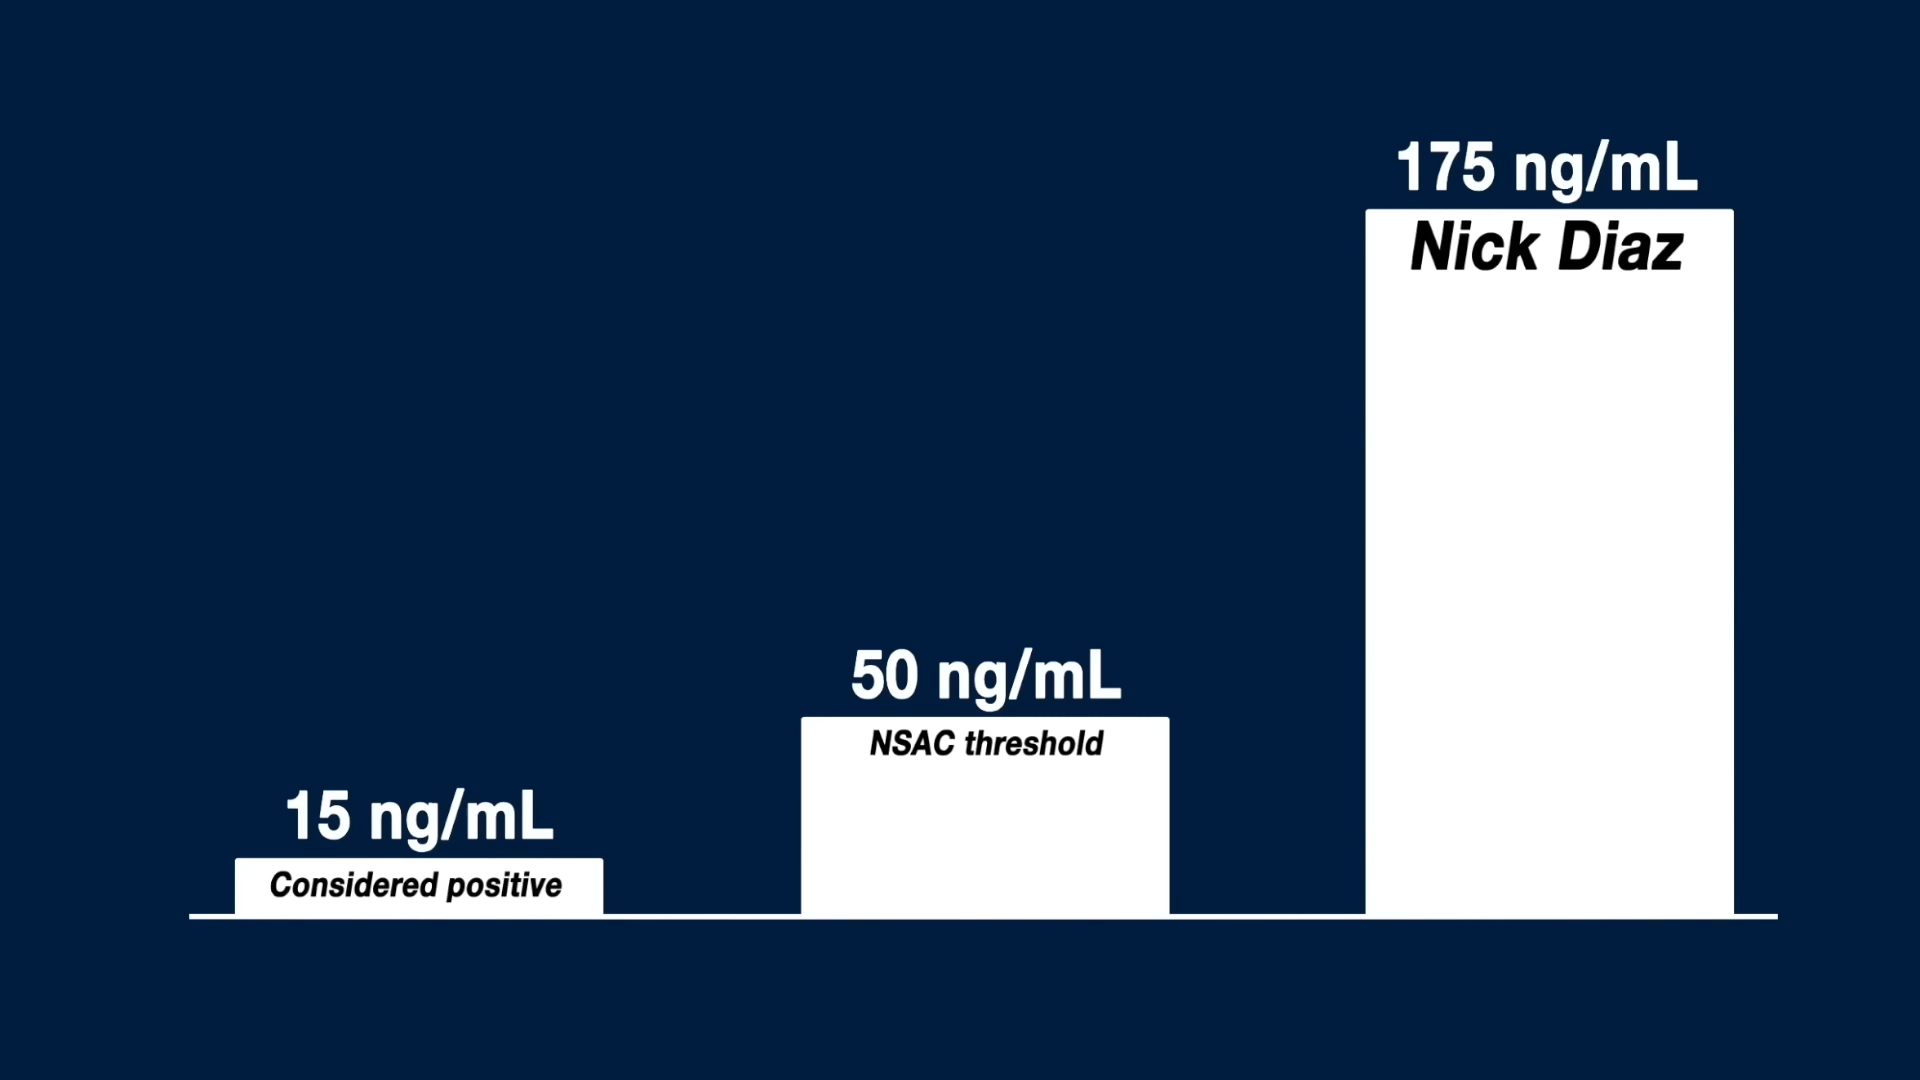 175 ng/mL
Nick Diaz
50 ng/mL
NSAC threshold
15 ng/mL
Considered positive